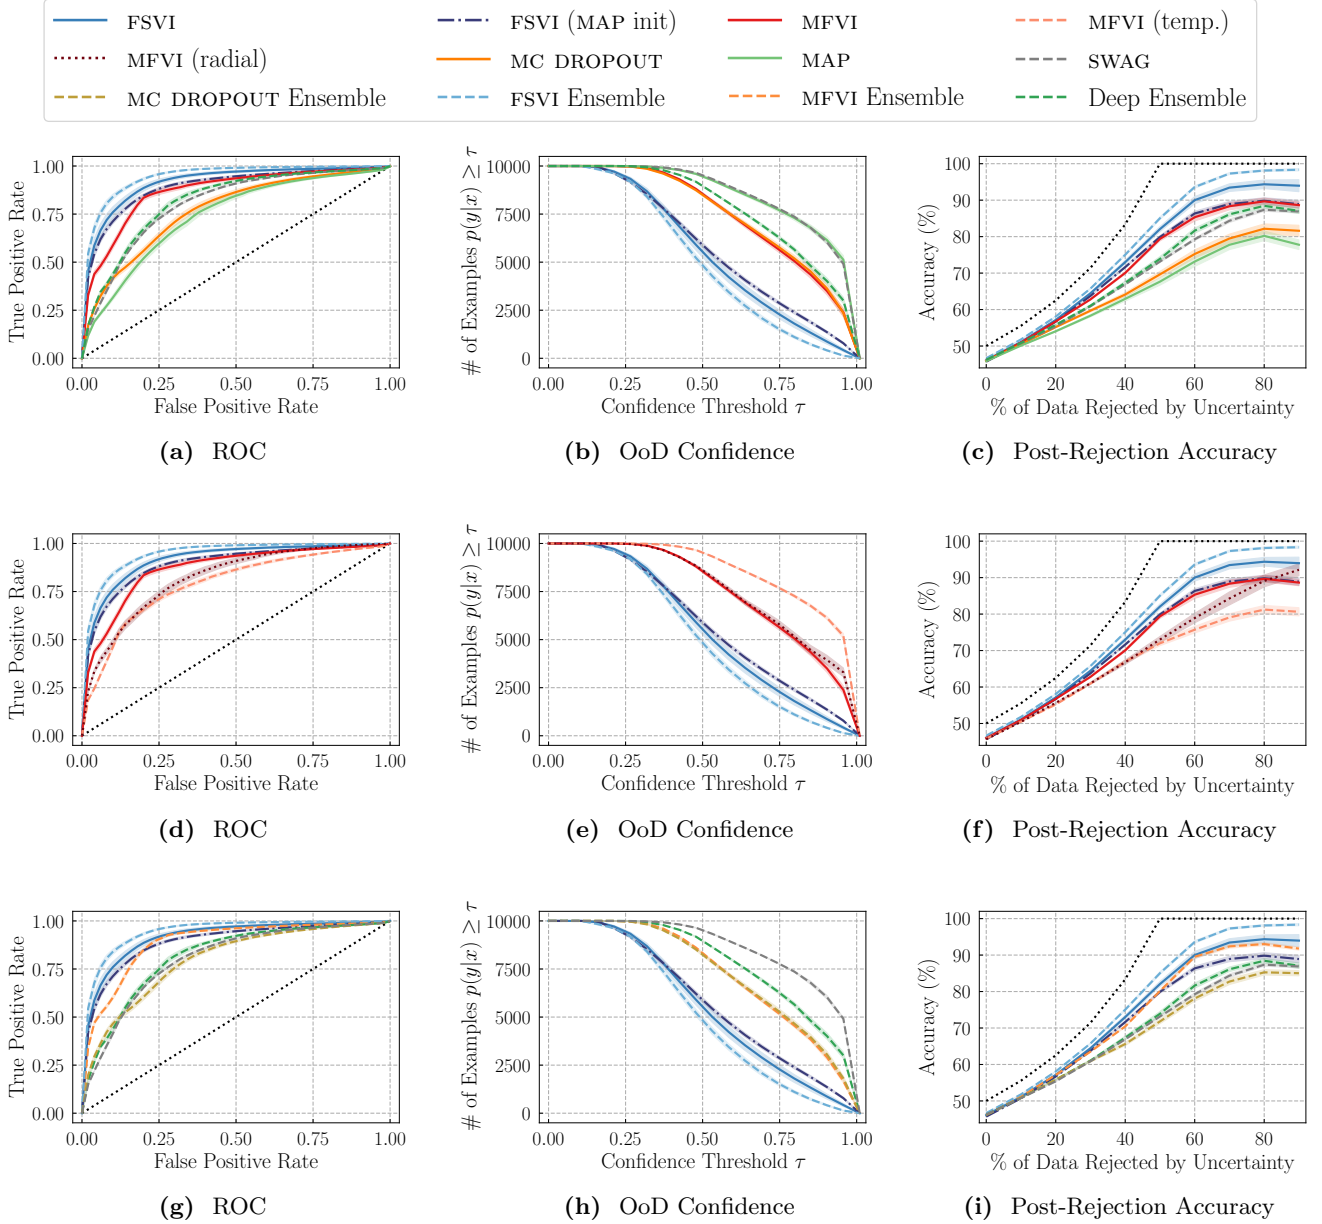 FSVI
FSVI (MAP init)
MFVI
MFVI (temp.)
MFVI (radial)
MC DROPOUT
MAP
SWAG
MC DROPOUT Ensemble
FSVI Ensemble
MFVI Ensemble
Deep Ensemble
True Positive Rate
1.00
0.75
0.50
0.25
0.00
0.00 0.25 0.50 0.75 1.00
False Positive Rate
(a) ROC
# of Examples p(y|x) ≥ τ
10000
7500
5000
2500
0
0.00 0.25 0.50 0.75 1.00
Confidence Threshold τ
(b) OoD Confidence
Accuracy (%)
100
90
80
70
60
50
0 20 40 60 80
% of Data Rejected by Uncertainty
(c) Post-Rejection Accuracy
True Positive Rate
1.00
0.75
0.50
0.25
0.00
0.00 0.25 0.50 0.75 1.00
False Positive Rate
(d) ROC
# of Examples p(y|x) ≥ τ
10000
7500
5000
2500
0
0.00 0.25 0.50 0.75 1.00
Confidence Threshold τ
(e) OoD Confidence
Accuracy (%)
100
90
80
70
60
50
0 20 40 60 80
% of Data Rejected by Uncertainty
(f) Post-Rejection Accuracy
True Positive Rate
1.00
0.75
0.50
0.25
0.00
0.00 0.25 0.50 0.75 1.00
False Positive Rate
(g) ROC
# of Examples p(y|x) ≥ τ
10000
7500
5000
2500
0
0.00 0.25 0.50 0.75 1.00
Confidence Threshold τ
(h) OoD Confidence
Accuracy (%)
100
90
80
70
60
50
0 20 40 60 80
% of Data Rejected by Uncertainty
(i) Post-Rejection Accuracy